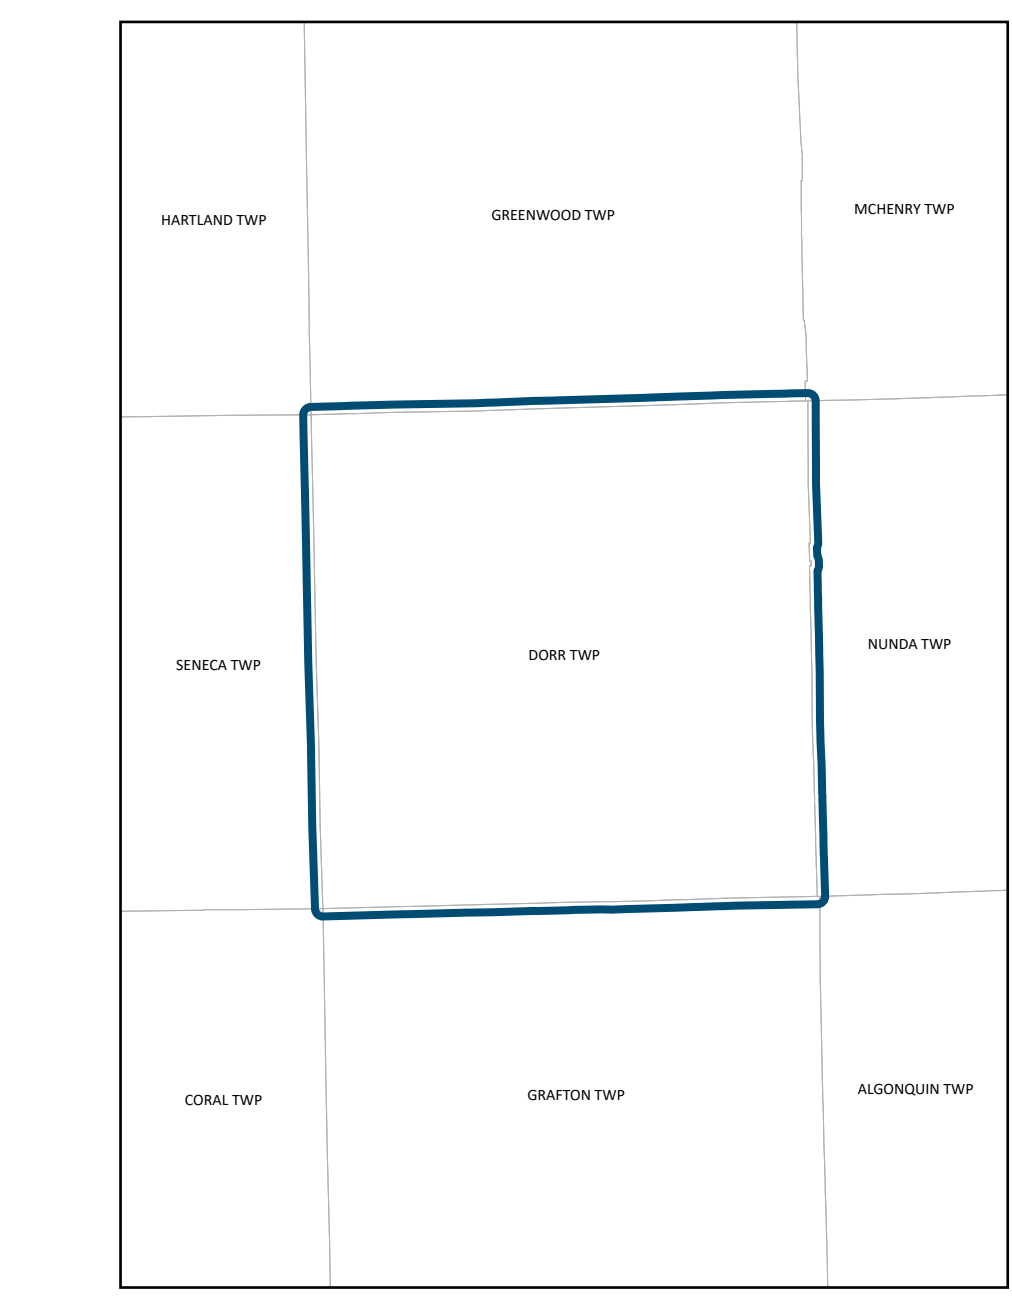 HARTLAND TWP
GREENWOOD TWP
MCHENRY TWP
SENECA TWP
DORR TWP
NUNDA TWP
CORAL TWP
GRAFTON TWP
ALGONQUIN TWP